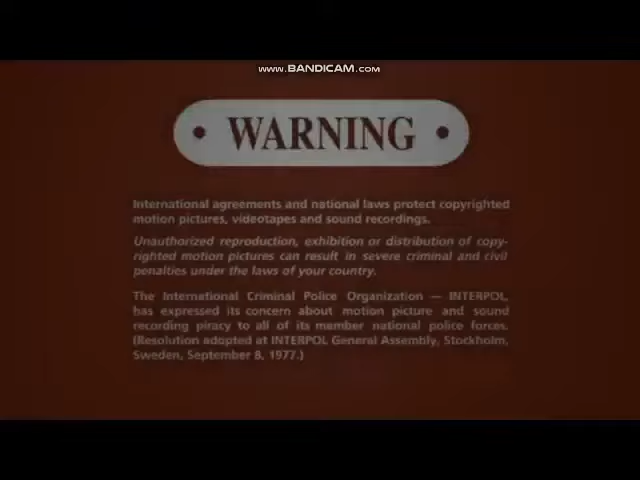 www.BANDICAM.com
• WARNING •
International agreements and national laws protect copyrighted
motion pictures, videotapes and sound recordings.
Unauthorized reproduction, exhibition or distribution of copy-
righted motion pictures can result in severe criminal and civil
penalties under the laws of your country.
The International Criminal Police Organization — INTERPOL,
has expressed its concern about motion picture and sound
recording piracy to all of its member national police forces.
(Resolution adopted at INTERPOL General Assembly, Stockholm,
Sweden, September 8, 1977.)